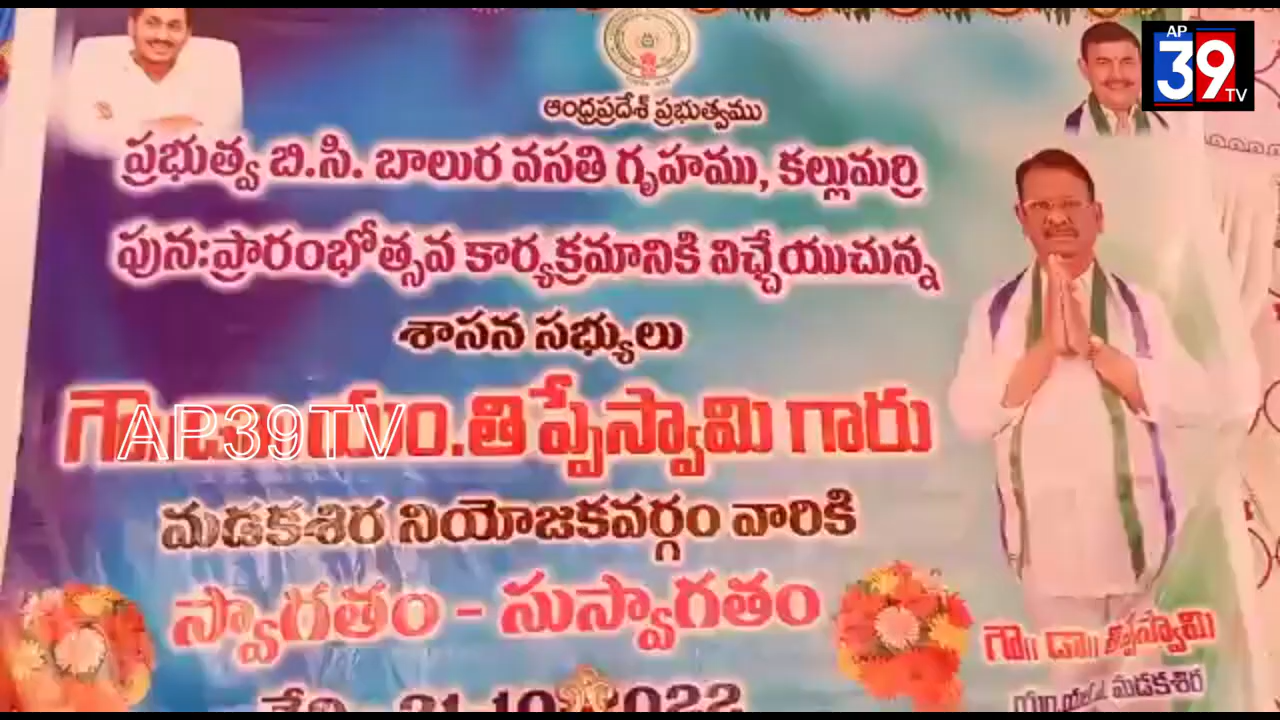 AP
39
TV
ఆంధ్రప్రదేశ్ ప్రభుత్వము
ప్రభుత్వ బి.సి. బాలుర వసతి గృహము, కల్లుమర్రి
పున:ప్రారంభోత్సవ కార్యక్రమానికి విచ్ఛేయుచున్న
శాసన సభ్యులు
AP39TV
యం.తిప్పేస్వామి గారు
మడకశిర నియోజకవర్గం వారికి
స్వాగతం - సుస్వాగతం
గౌ॥ డా॥ తిప్పేస్వామి
మడకశిర